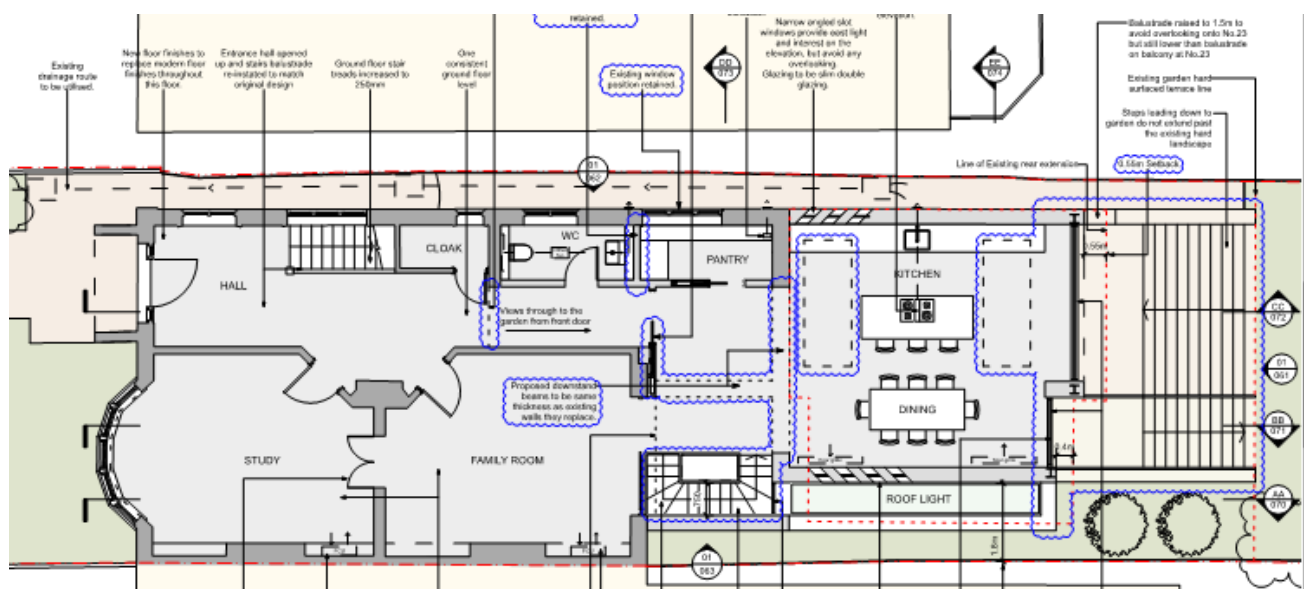 retained.
elevation.
Narrow angled slot
windows provide east light
and interest on the
elevation, but avoid any
overlooking.
Glazing to be slim double
glazing.
Balustrade raised to 1.5m to
avoid overlooking onto No.23
but still lower than balustrade
on balcony at No.23
New floor finishes to
replace modern floor
finishes throughout
this floor.
Entrance hall opened
up and stairs balustrade
re-instated to match
original design
Ground floor stair
treads increased to
250mm
One
consistent
ground floor
level
Existing
drainage route
to be utilised.
Existing window
position retained.
DD
073
EE
074
Existing garden hard
surfaced terrace line
Steps leading down to
garden do not extend past
the existing hard
landscape
Line of Existing rear extension
0.55m Setback
01
062
0.55m
HALL
CLOAK
WC
PANTRY
KITCHEN
Views through to the
garden from front door
CC
072
01
061
Proposed downstand
beams to be same
thickness as existing
walls they replace.
DINING
BB
071
0.4m
STUDY
FAMILY ROOM
750
ROOF LIGHT
AA
070
1.8m
01
063